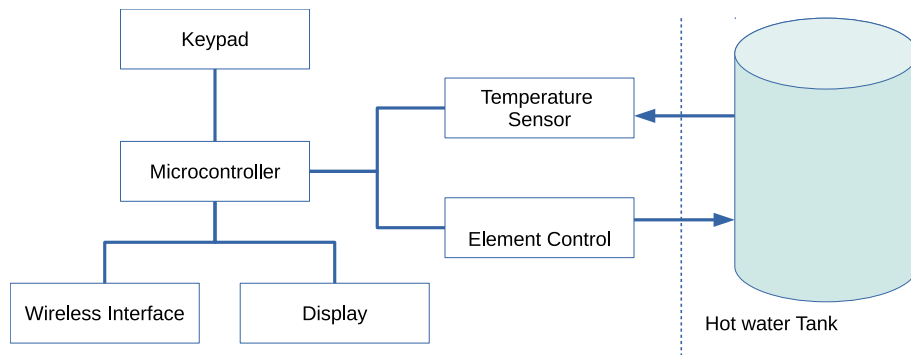 Keypad
Temperature
Sensor
Microcontroller
Element Control
Wireless Interface
Display
Hot water Tank